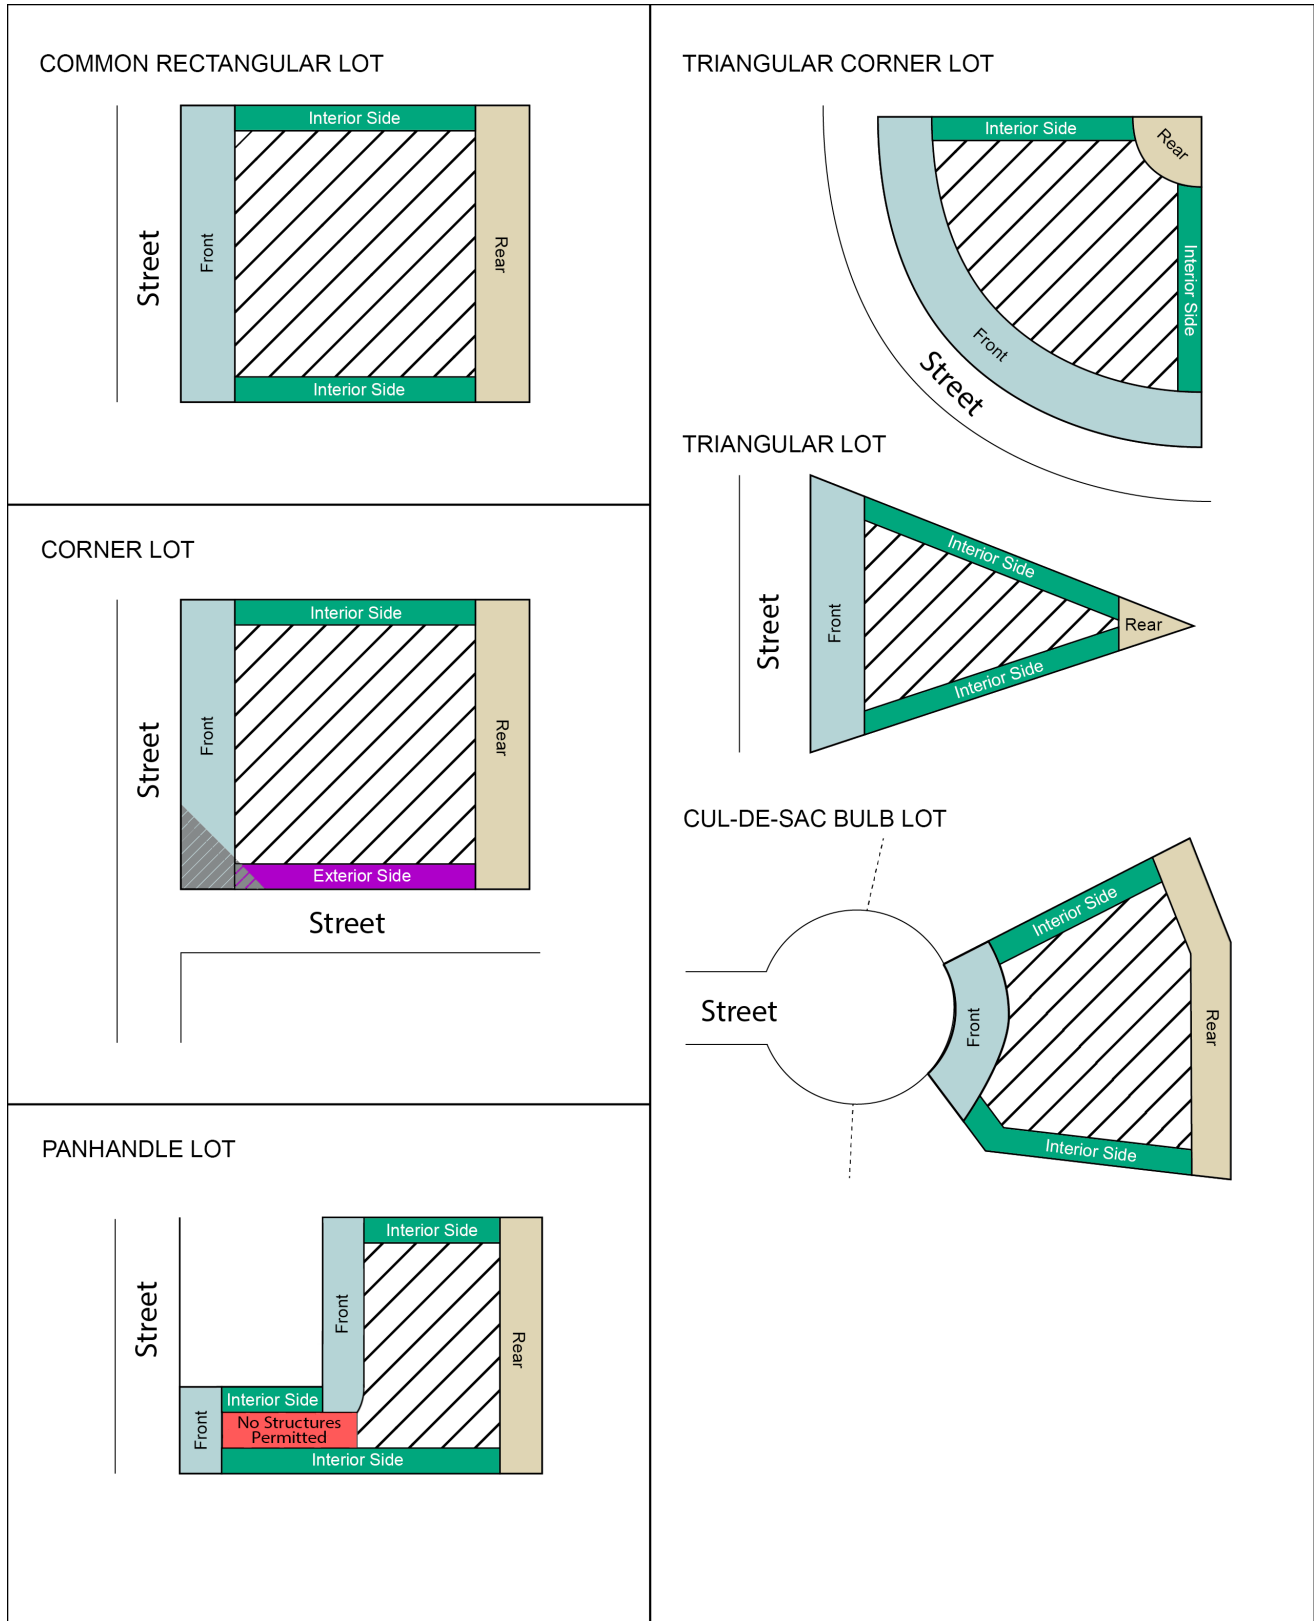 COMMON RECTANGULAR LOT
Interior Side
Street
Front
Rear
Interior Side
CORNER LOT
Interior Side
Street
Front
Rear
Exterior Side
Street
PANHANDLE LOT
Interior Side
Street
Front
Rear
Interior Side
Front
No Structures
Permitted
Interior Side
TRIANGULAR CORNER LOT
Interior Side
Rear
Interior Side
Front
Street
TRIANGULAR LOT
Interior Side
Street
Front
Rear
Interior Side
CUL-DE-SAC BULB LOT
Interior Side
Street
Front
Rear
Interior Side